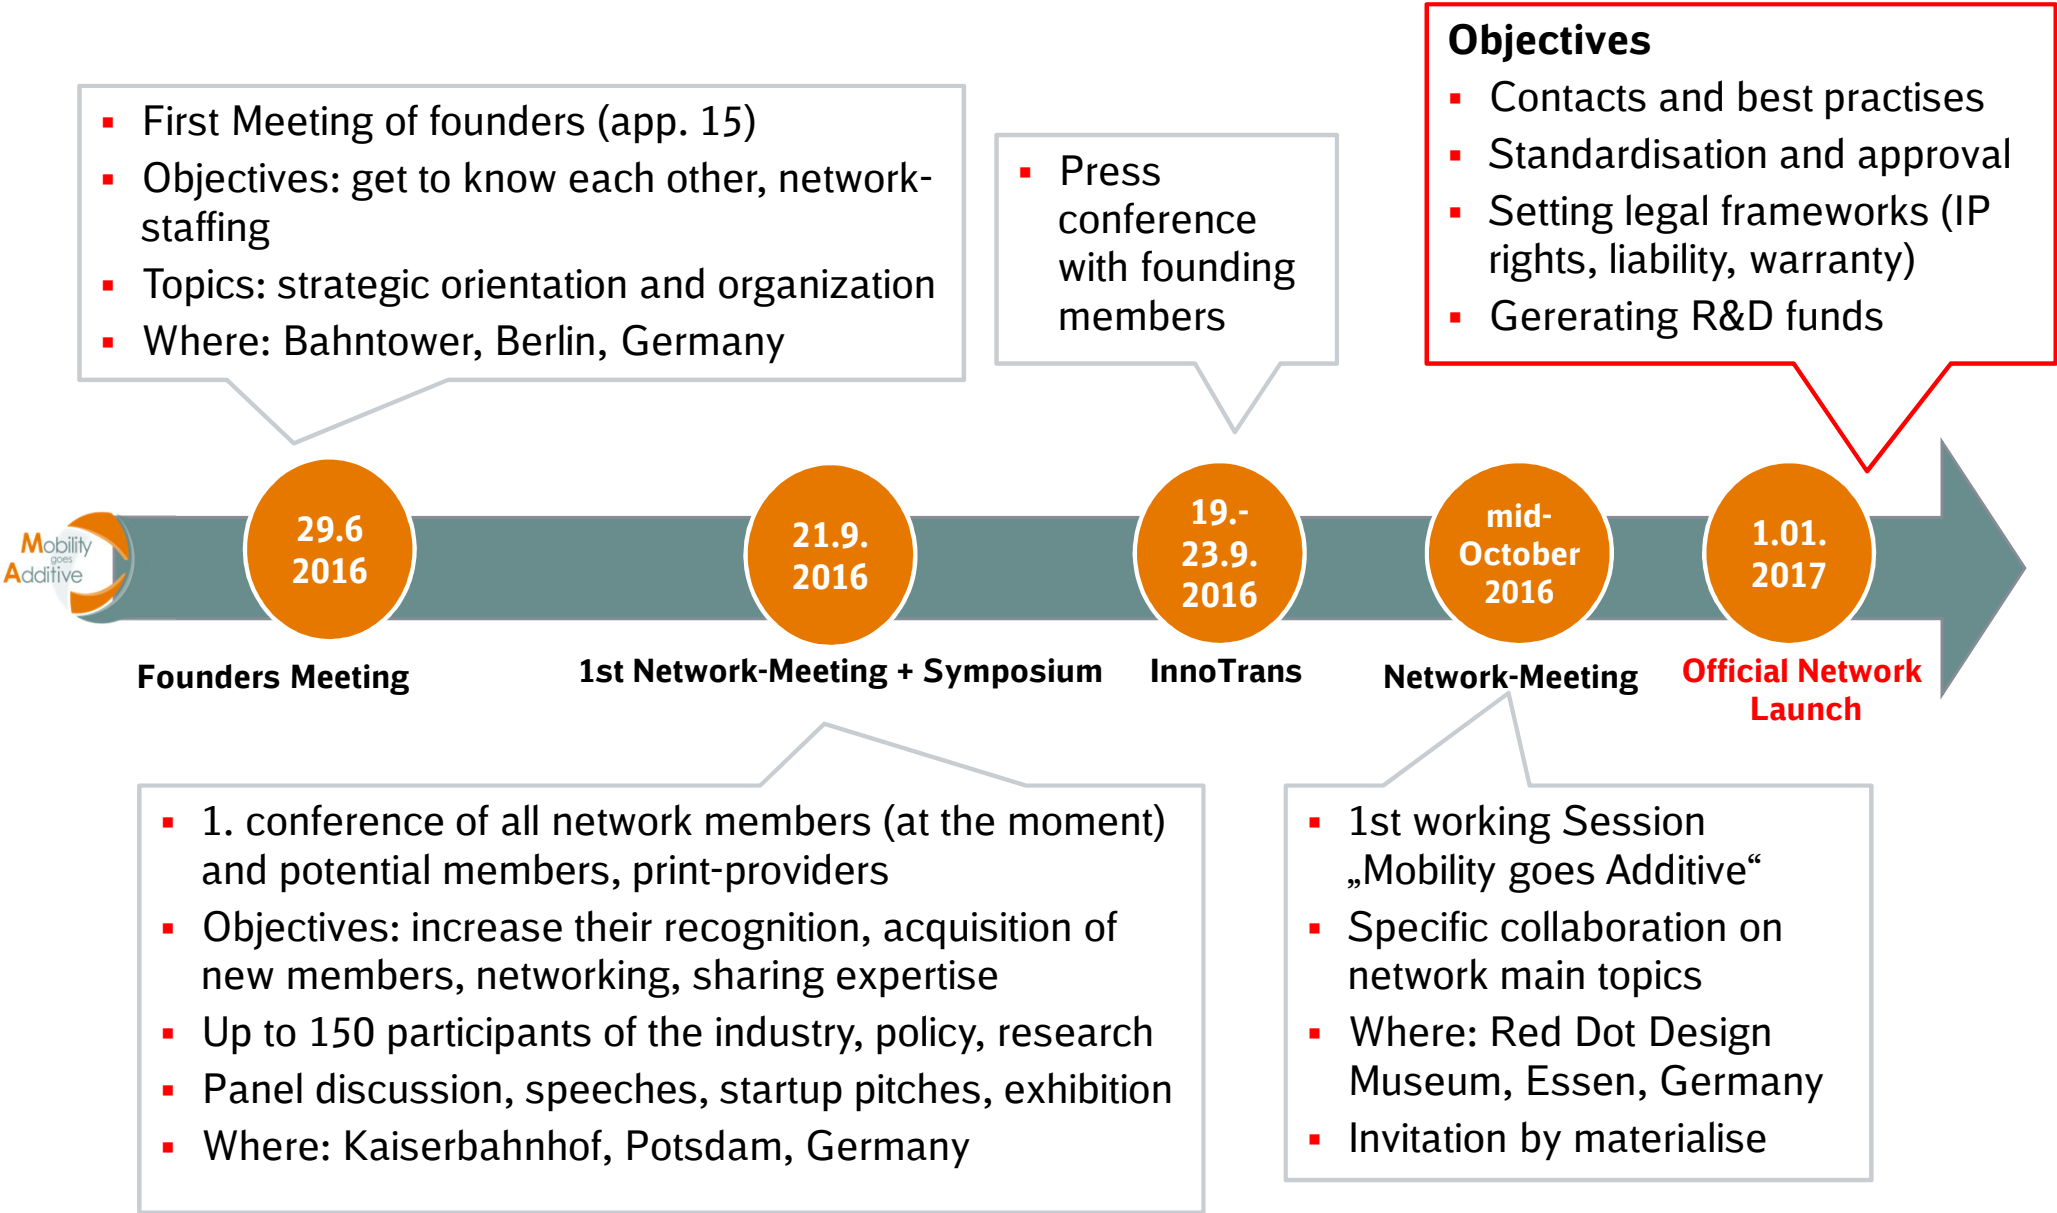 Objectives
▪ Contacts and best practises
▪ Standardisation and approval
▪ Setting legal frameworks (IP
rights, liability, warranty)
▪ Gererating R&D funds
▪ First Meeting of founders (app. 15)
▪ Objectives: get to know each other, network-
staffing
▪ Topics: strategic orientation and organization
▪ Where: Bahntower, Berlin, Germany
▪ Press
conference
with founding
members
Mobility
goes
Additive
29.6
2016
21.9.
2016
19.-
23.9.
2016
mid-
October
2016
1.01.
2017
Founders Meeting
1st Network-Meeting + Symposium
InnoTrans
Network-Meeting
Official Network
Launch
▪ 1. conference of all network members (at the moment)
and potential members, print-providers
▪ Objectives: increase their recognition, acquisition of
new members, networking, sharing expertise
▪ Up to 150 participants of the industry, policy, research
▪ Panel discussion, speeches, startup pitches, exhibition
▪ Where: Kaiserbahnhof, Potsdam, Germany
▪ 1st working Session
„Mobility goes Additive“
▪ Specific collaboration on
network main topics
▪ Where: Red Dot Design
Museum, Essen, Germany
▪ Invitation by materialise